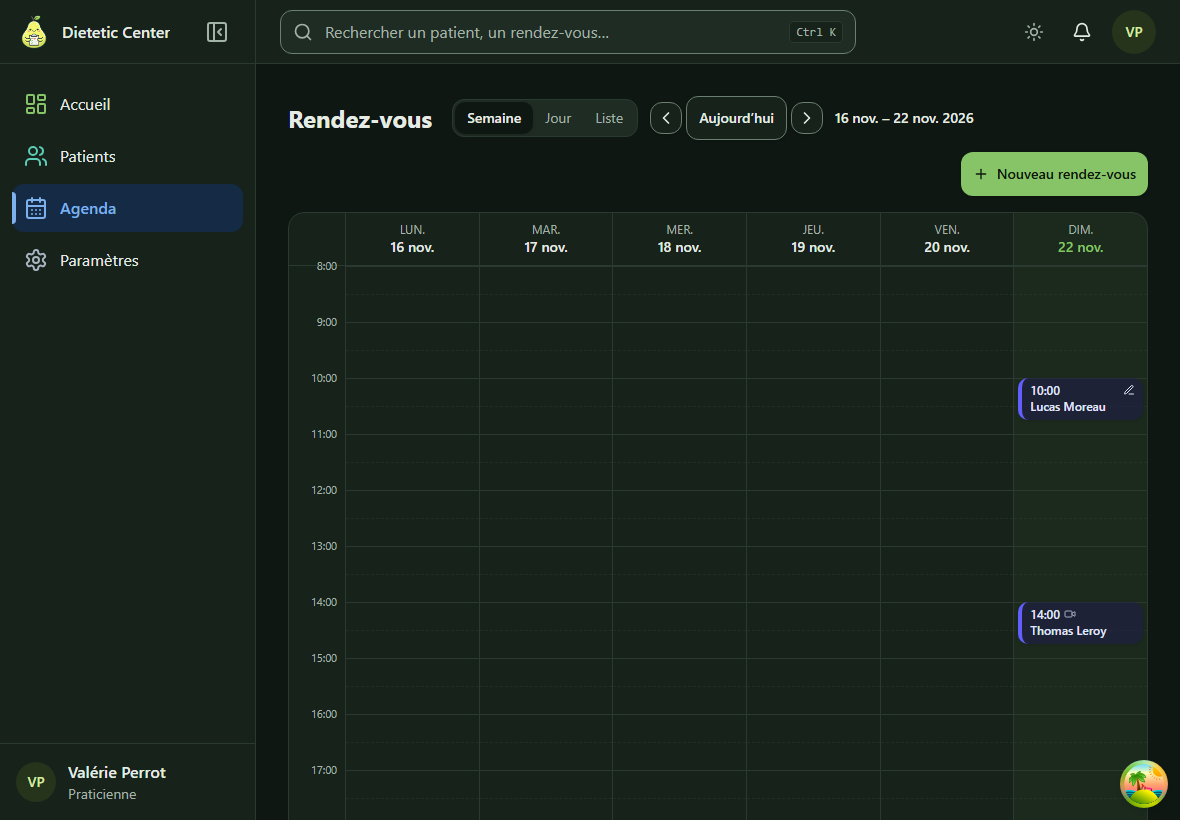 Dietetic Center
Rechercher un patient, un rendez-vous...
Ctrl K
VP
Accueil
Patients
Agenda
Paramètres
Rendez-vous
Semaine
Jour
Liste
Aujourd'hui
16 nov. – 22 nov. 2026
+ Nouveau rendez-vous
LUN.
16 nov.
MAR.
17 nov.
MER.
18 nov.
JEU.
19 nov.
VEN.
20 nov.
DIM.
22 nov.
8:00
9:00
10:00
10:00
Lucas Moreau
11:00
12:00
13:00
14:00
14:00
Thomas Leroy
15:00
16:00
17:00
VP
Valérie Perrot
Praticienne